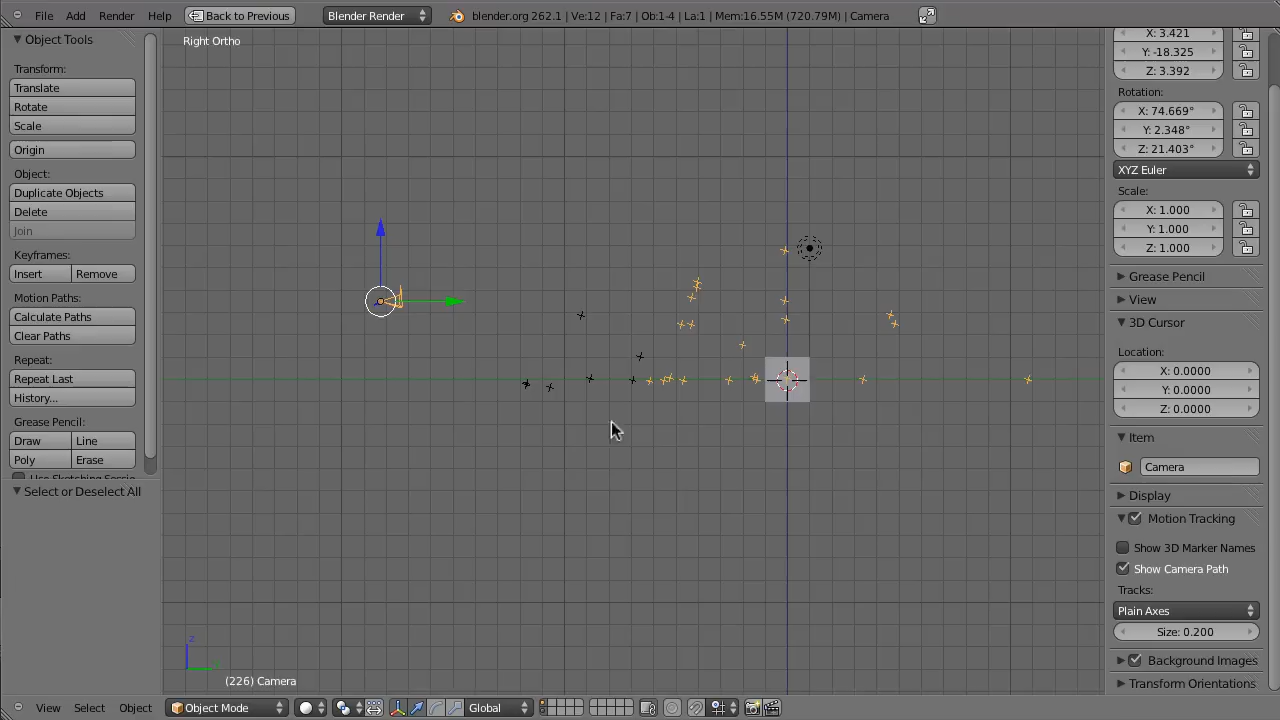 File Add Render Help Back to Previous Blender Render blender.org 262.1 | Ve:12 | Fa:7 | Ob:1-4 | La:1 | Mem:16.55M (720.79M) | Camera
Object Tools
Transform:
Translate
Rotate
Scale
Origin
Object:
Duplicate Objects
Delete
Join
Keyframes:
Insert Remove
Motion Paths:
Calculate Paths
Clear Paths
Repeat:
Repeat Last
History...
Grease Pencil:
Draw Line
Poly Erase
Use Sketching Sessio
Select or Deselect All
Right Ortho
z
(226) Camera
X: 3.421
Y: -18.325
Z: 3.392
Rotation:
X: 74.669°
Y: 2.348°
Z: 21.403°
XYZ Euler
Scale:
X: 1.000
Y: 1.000
Z: 1.000
Grease Pencil
View
3D Cursor
Location:
X: 0.0000
Y: 0.0000
Z: 0.0000
Item
Camera
Display
Motion Tracking
Show 3D Marker Names
Show Camera Path
Tracks:
Plain Axes
Size: 0.200
Background Images
Transform Orientations
View Select Object Object Mode Global